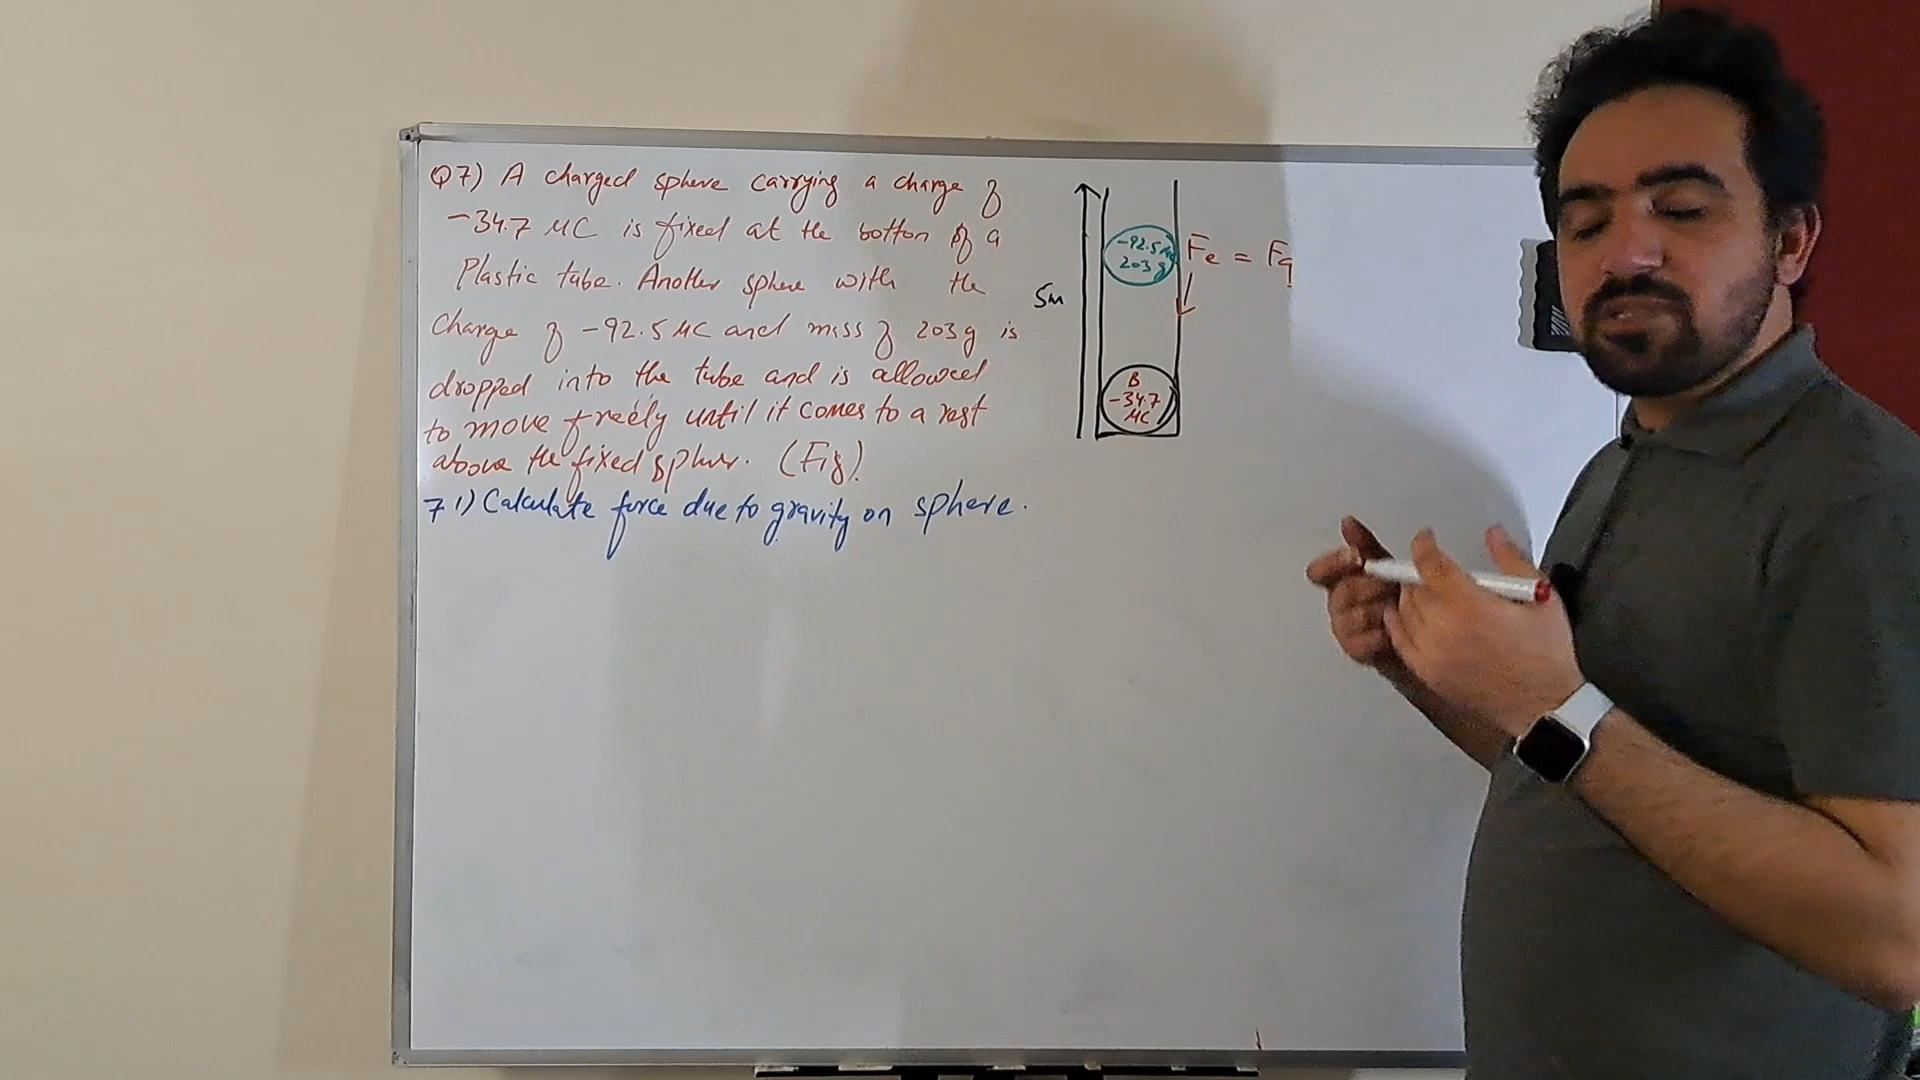 Q7) A charged sphere carrying a charge of
-34.7 μC is fixed at the bottom of a
Plastic tube. Another sphere with the
Charge of -92.5 μC and mass of 203 g is
dropped into the tube and is allowed
to move freely until it comes to a rest
above the fixed sphere. (Fig)
7.1) Calculate force due to gravity on sphere.
5m
-92.5 μC
203 g
Fe = Fg
B
-34.7
μC